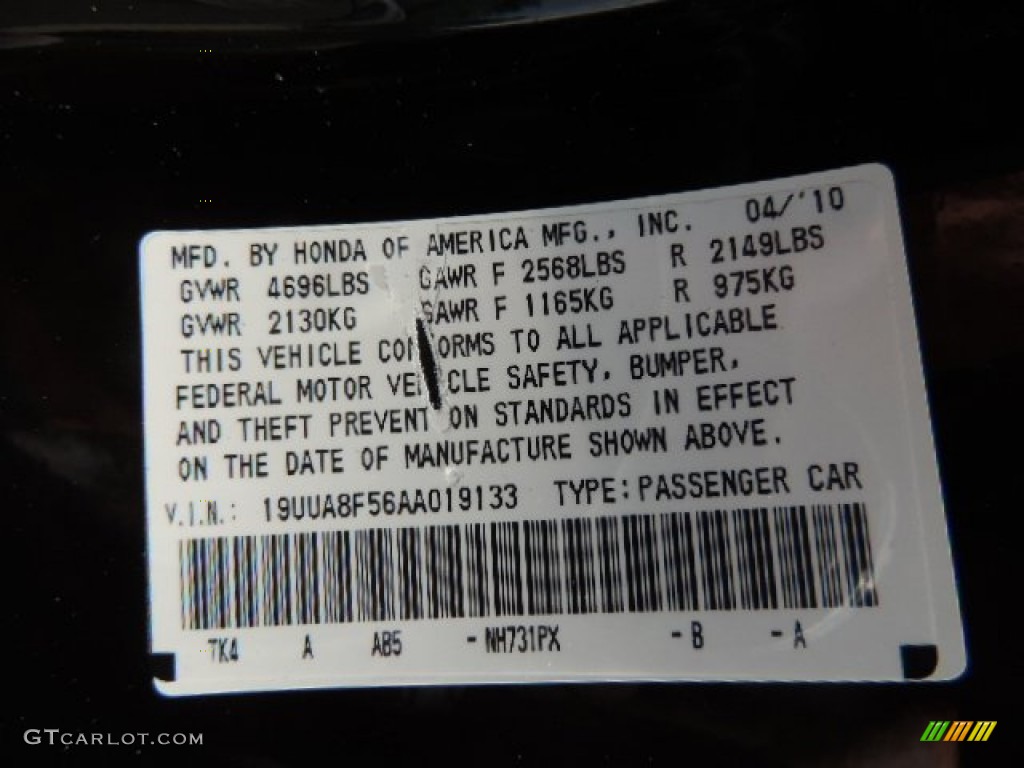 MFD. BY HONDA OF AMERICA MFG., INC. 04/'10
GVWR 4696LBS GAWR F 2568LBS R 2149LBS
GVWR 2130KG GAWR F 1165KG R 975KG
THIS VEHICLE CONFORMS TO ALL APPLICABLE
FEDERAL MOTOR VEHICLE SAFETY, BUMPER,
AND THEFT PREVENTION STANDARDS IN EFFECT
ON THE DATE OF MANUFACTURE SHOWN ABOVE.
V.I.N.: 19UUA8F56AA019133 TYPE: PASSENGER CAR
TK4 A AB5 -NH731PX -B -A
GTCARLOT.COM